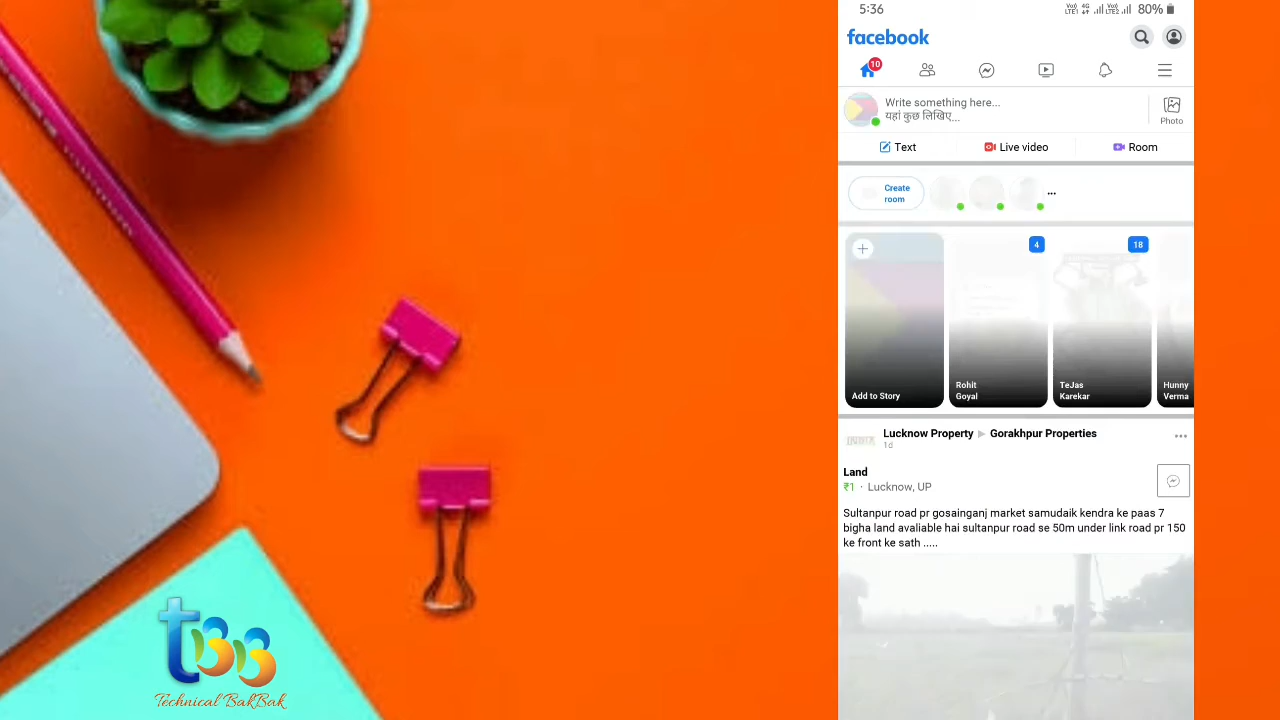 5:36
80%
facebook
10
Write something here...
यहां कुछ लिखिए...
Photo
Text
Live video
Room
Create
room
...
4
18
Add to Story
Rohit
Goyal
TeJas
Karekar
Hunny
Verma
INDIA
Lucknow Property ▶ Gorakhpur Properties
1d
Land
₹1 · Lucknow, UP
Sultanpur road pr gosainganj market samudaik kendra ke paas 7
bigha land avaliable hai sultanpur road se 50m under link road pr 150
ke front ke sath .....
tBB
Technical BakBak